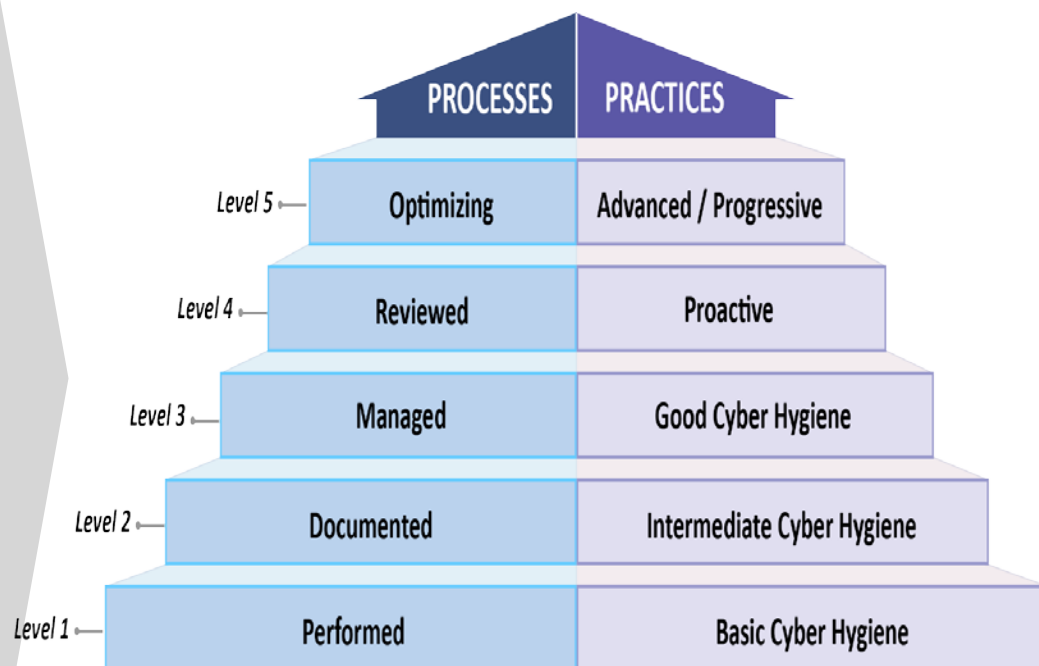 PROCESSES PRACTICES
Level 5 Optimizing Advanced / Progressive
Level 4 Reviewed Proactive
Level 3 Managed Good Cyber Hygiene
Level 2 Documented Intermediate Cyber Hygiene
Level 1 Performed Basic Cyber Hygiene